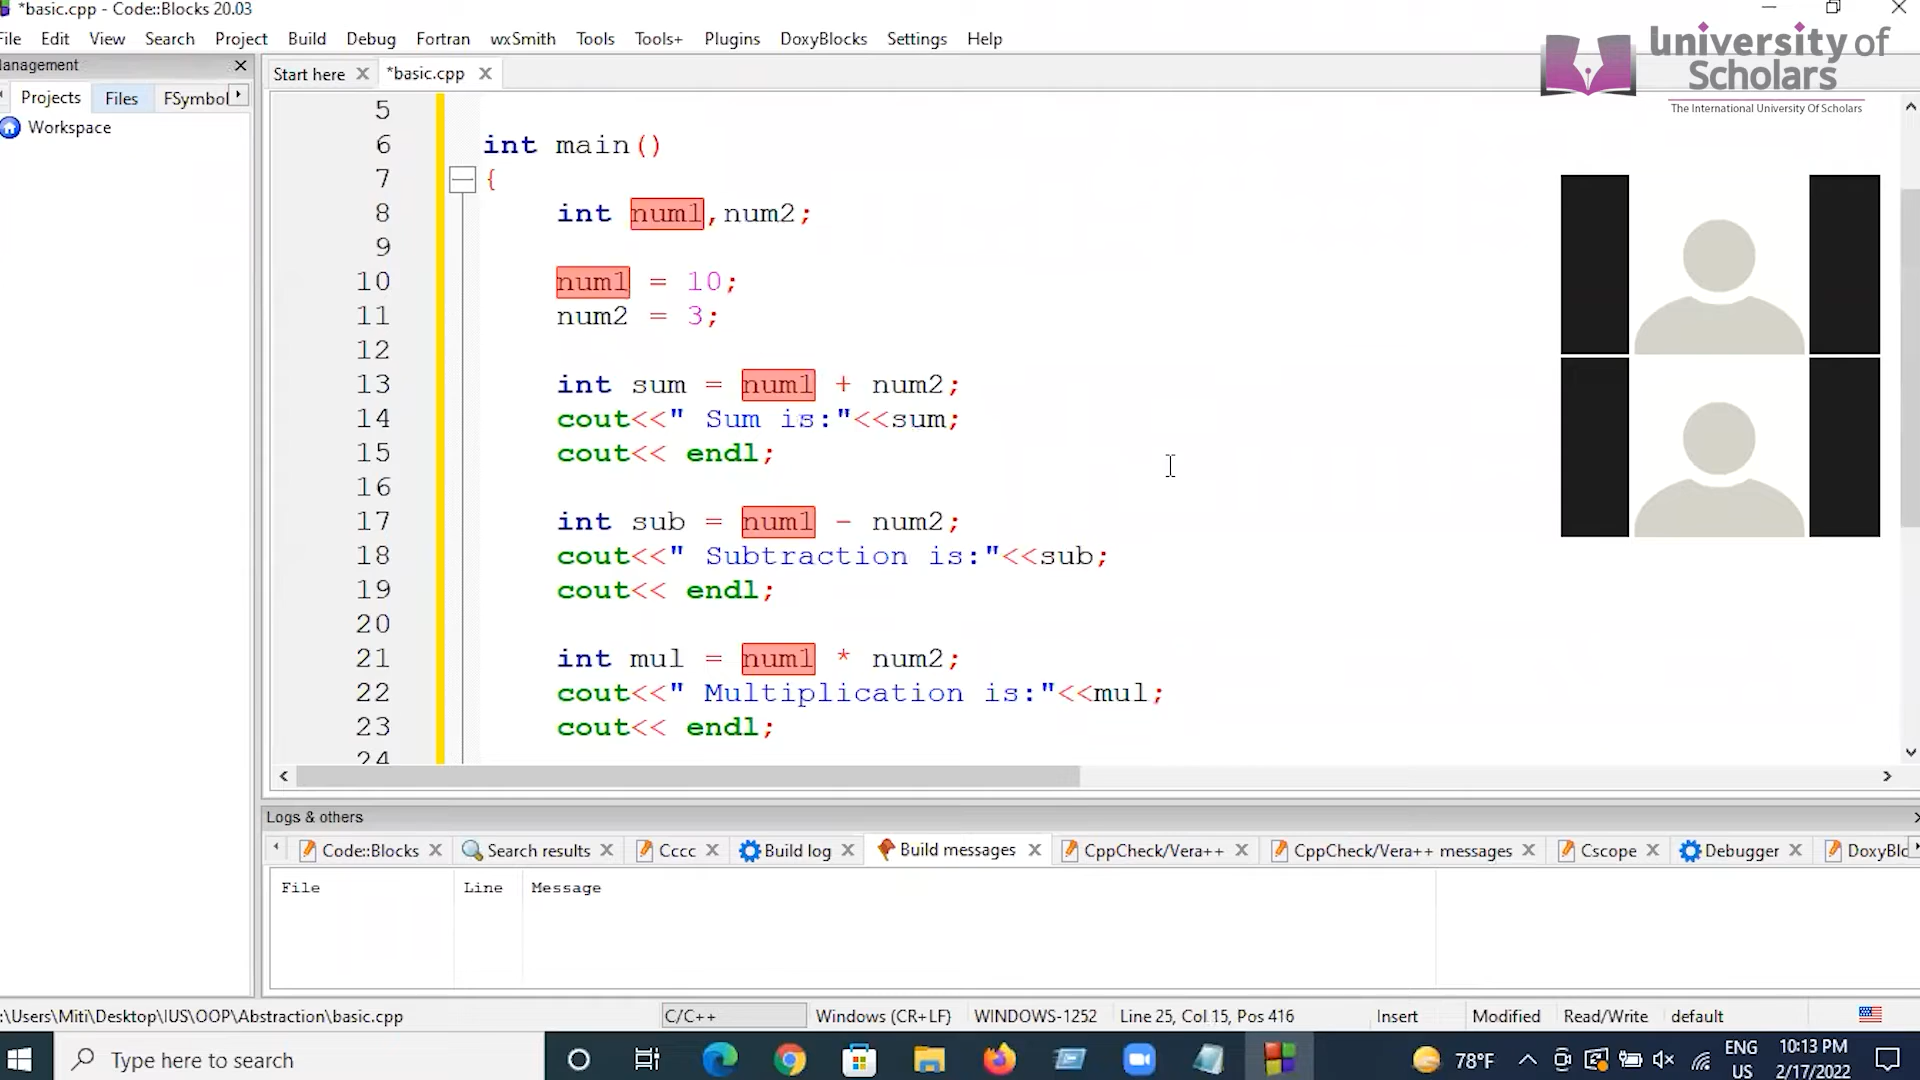 *basic.cpp - Code::Blocks 20.03
File Edit View Search Project Build Debug Fortran wxSmith Tools Tools+ Plugins DoxyBlocks Settings Help
University of
Scholars
The International University Of Scholars
anagement
Projects Files FSymbol
Workspace
Start here *basic.cpp
5
6 int main()
7 {
8 int num1,num2;
9
10 num1 = 10;
11 num2 = 3;
12
13 int sum = num1 + num2;
14 cout<<" Sum is:"<<sum;
15 cout<< endl;
16
17 int sub = num1 - num2;
18 cout<<" Subtraction is:"<<sub;
19 cout<< endl;
20
21 int mul = num1 * num2;
22 cout<<" Multiplication is:"<<mul;
23 cout<< endl;
24
Logs & others
Code::Blocks Search results Cccc Build log Build messages CppCheck/Vera++ CppCheck/Vera++ messages Cscope Debugger DoxyBlo
File Line Message
:\Users\Miti\Desktop\IUS\OOP\Abstraction\basic.cpp C/C++ Windows (CR+LF) WINDOWS-1252 Line 25, Col 15, Pos 416 Insert Modified Read/Write default
Type here to search 78°F ENG 10:13 PM
US 2/17/2022